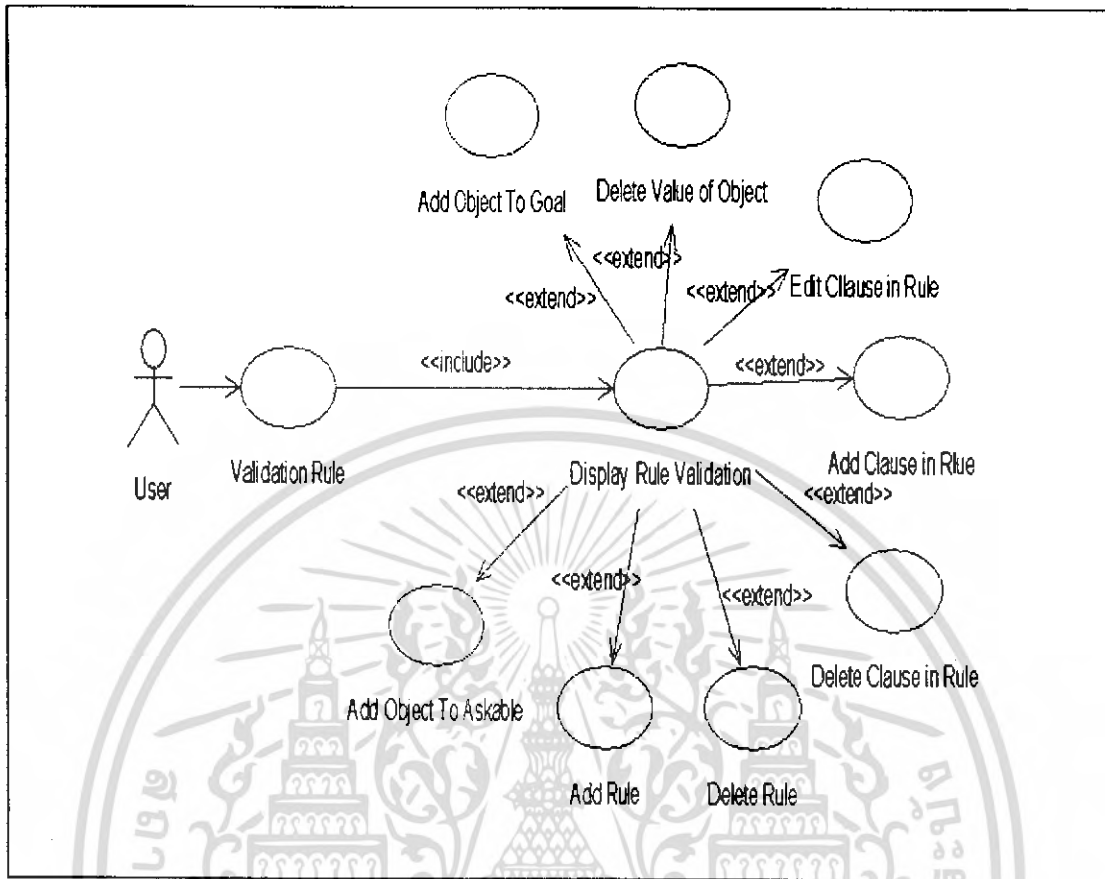 Add Object To Goal
Delete Value of Object
Edit Cllause in Rule
<<extend>>
<<extend>>
<<extend>>
<<include>>
<<extend>>
User
Validation Rule
Display Rule Validation
Add Clause in Rlue
<<extend>>
<<extend>>
<<extend>>
<<extend>>
Add Object To Askable
Add Rule
Delete Rule
Delete Clause in Rule